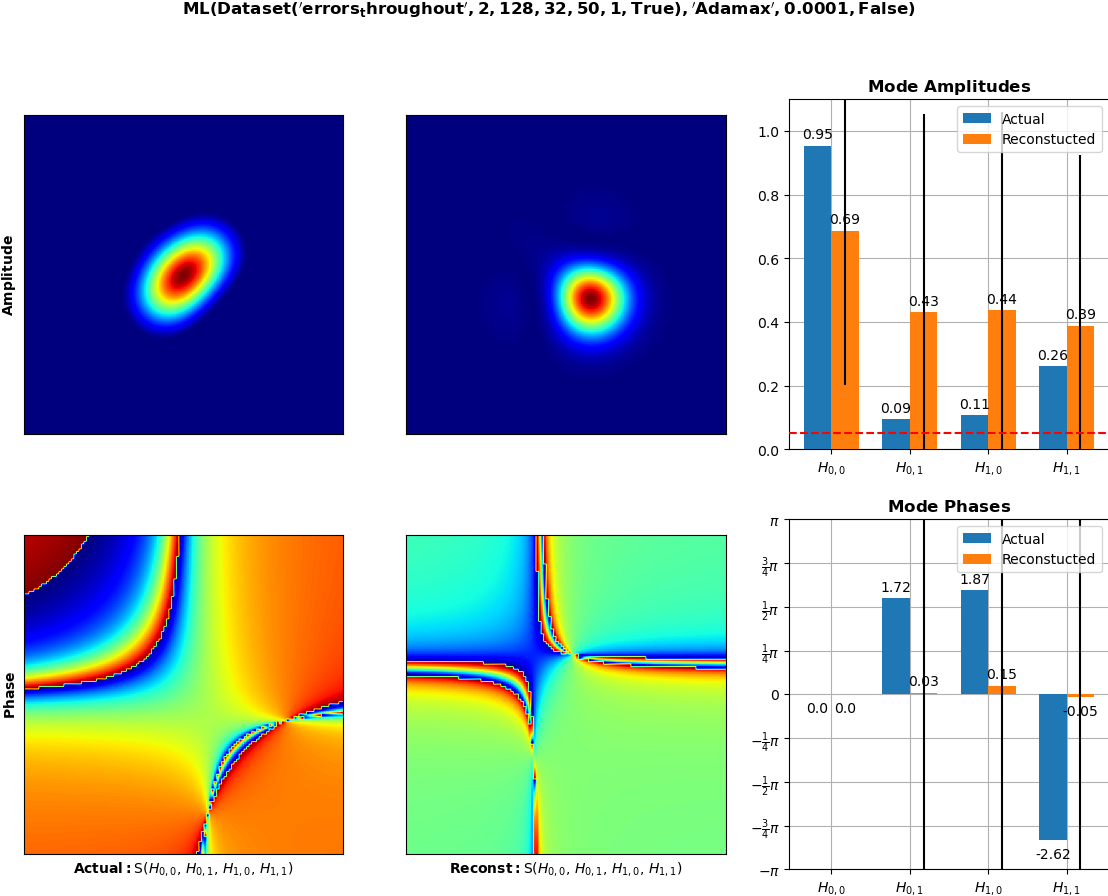 ML(Dataset('errors_throughout', 2, 128, 32, 50, 1, True), 'Adamax', 0.0001, False)
Amplitude
Mode Amplitudes
Actual
Reconstucted
1.0
0.8
0.6
0.4
0.2
0.0
0.95
0.69
0.09
0.43
0.11
0.44
0.26
0.39
H0,0
H0,1
H1,0
H1,1
Phase
Actual: S(H0,0, H0,1, H1,0, H1,1)
Reconst: S(H0,0, H0,1, H1,0, H1,1)
Mode Phases
Actual
Reconstucted
π
3/4π
1/2π
1/4π
0
−1/4π
−1/2π
−3/4π
−π
0.0
0.0
1.72
0.03
1.87
0.15
-2.62
-0.05
H0,0
H0,1
H1,0
H1,1